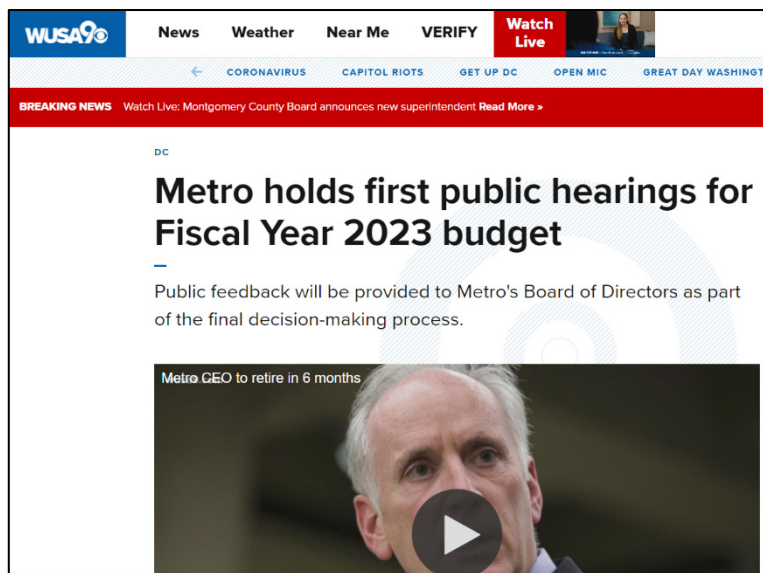 WUSA9 News Weather Near Me VERIFY Watch Live
← CORONAVIRUS CAPITOL RIOTS GET UP DC OPEN MIC GREAT DAY WASHINGT
BREAKING NEWS Watch Live: Montgomery County Board announces new superintendent Read More »
DC
Metro holds first public hearings for
Fiscal Year 2023 budget
Public feedback will be provided to Metro's Board of Directors as part
of the final decision-making process.
Metro CEO to retire in 6 months